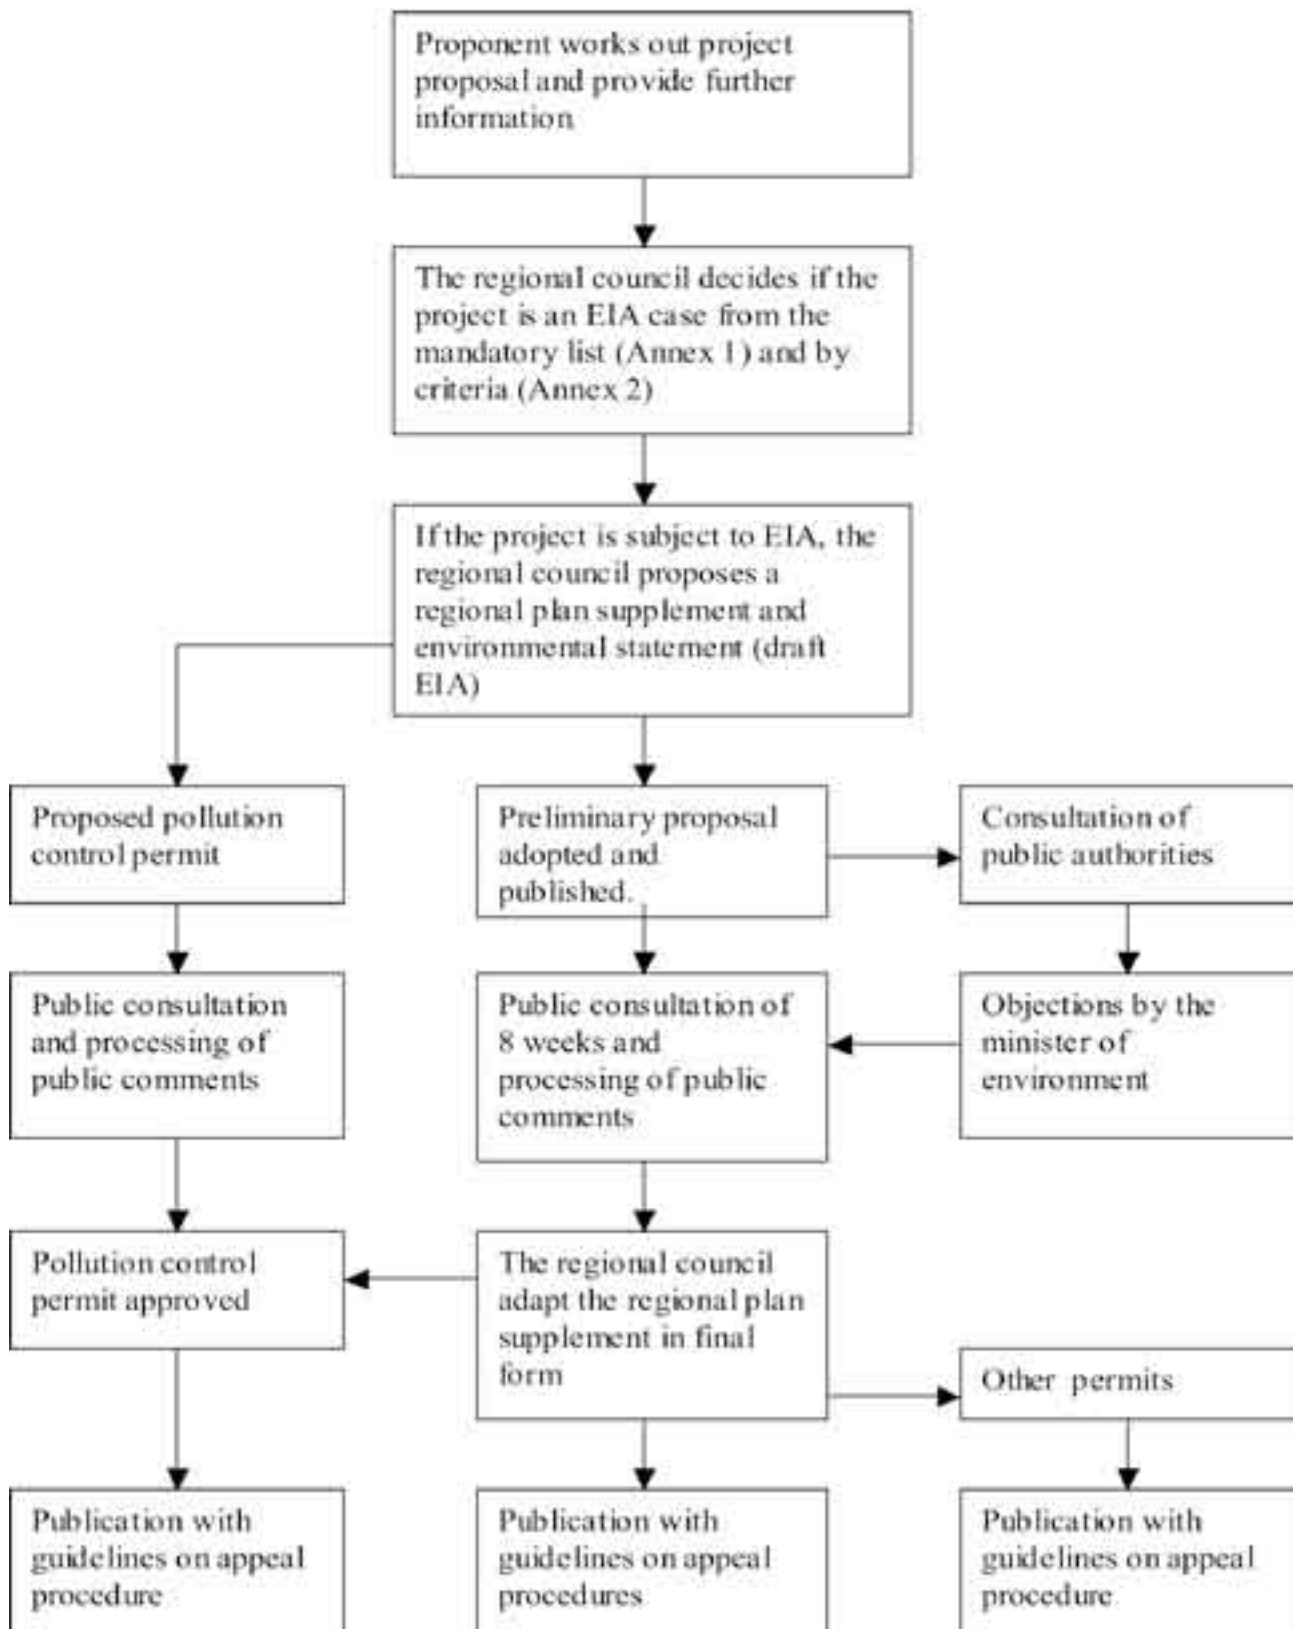 Proponent works out project
proposal and provide further
information
The regional council decides if the
project is an EIA case from the
mandatory list (Annex 1) and by
criteria (Annex 2)
If the project is subject to EIA, the
regional council proposes a
regional plan supplement and
environmental statement (draft
EIA)
Proposed pollution
control permit
Preliminary proposal
adopted and
published.
Consultation of
public authorities
Public consultation
and processing of
public comments
Public consultation of
8 weeks and
processing of public
comments
Objections by the
minister of
environment
Pollution control
permit approved
The regional council
adapt the regional plan
supplement in final
form
Other permits
Publication with
guidelines on appeal
procedure
Publication with
guidelines on appeal
procedures
Publication with
guidelines on appeal
procedure